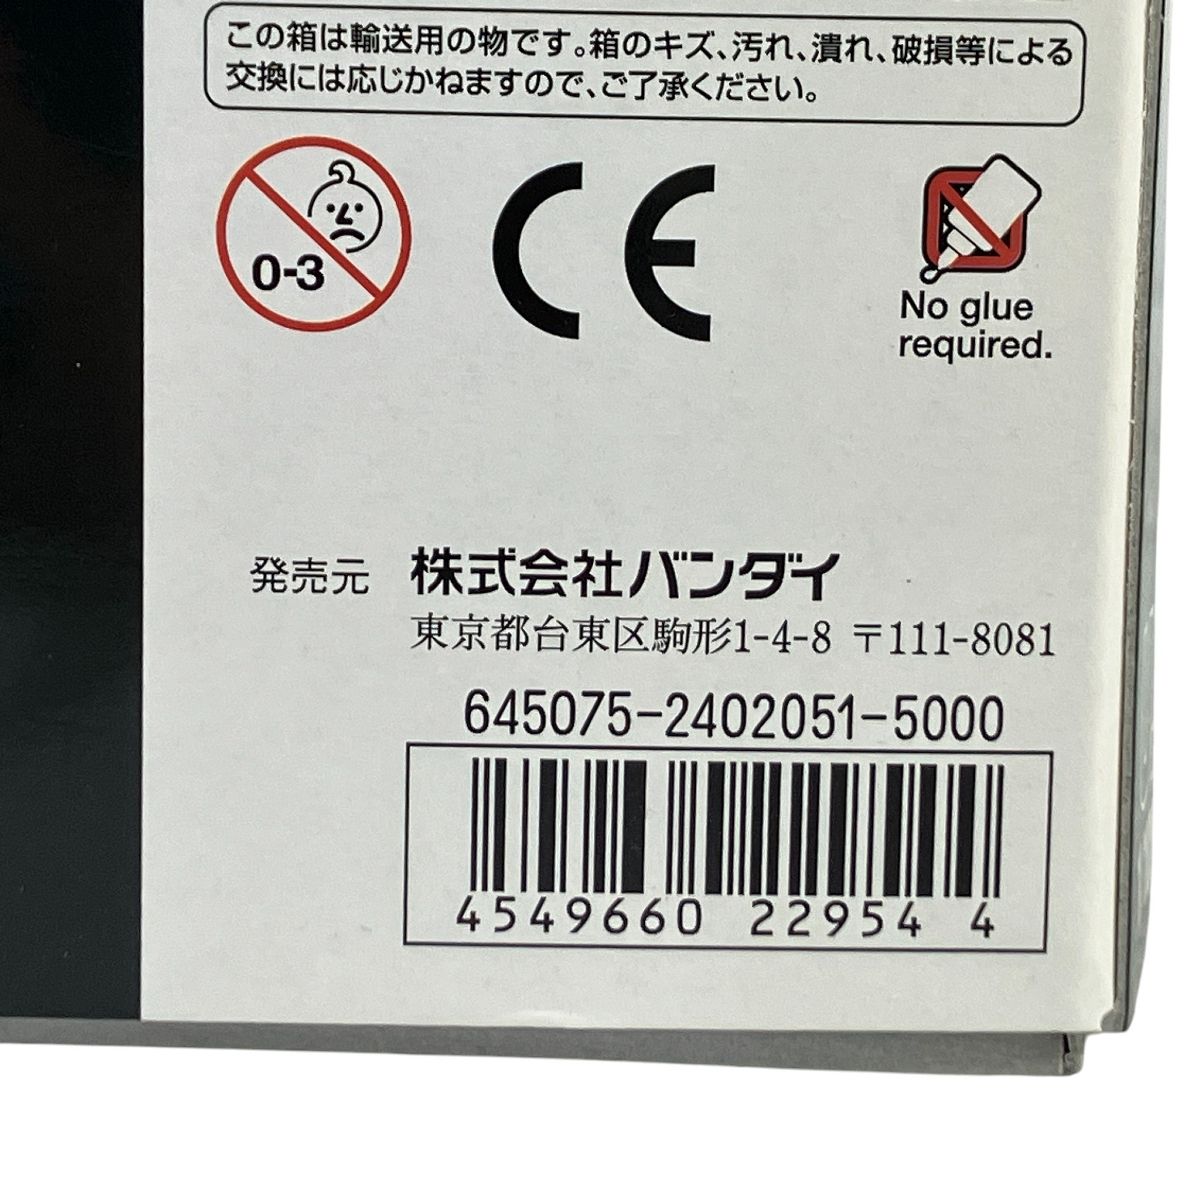 この箱は輸送用の物です。箱のキズ、汚れ、潰れ、破損等による
交換には応じかねますので、ご了承ください。
0-3
CE
No glue
required.
発売元 株式会社バンダイ
東京都台東区駒形1-4-8 〒111-8081
645075-2402051-5000
4549660 22954 4